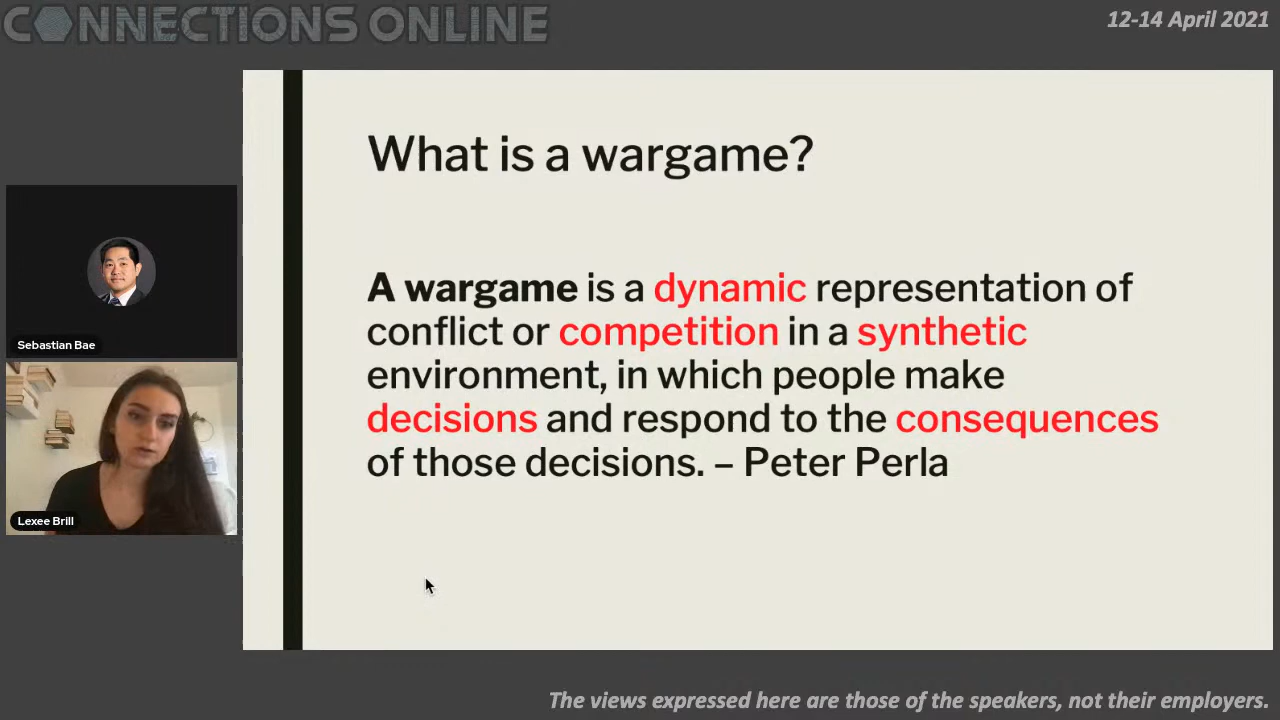 CONNECTIONS ONLINE
12-14 April 2021
What is a wargame?
A wargame is a dynamic representation of
conflict or competition in a synthetic
environment, in which people make
decisions and respond to the consequences
of those decisions. – Peter Perla
Sebastian Bae
Lexee Brill
The views expressed here are those of the speakers, not their employers.